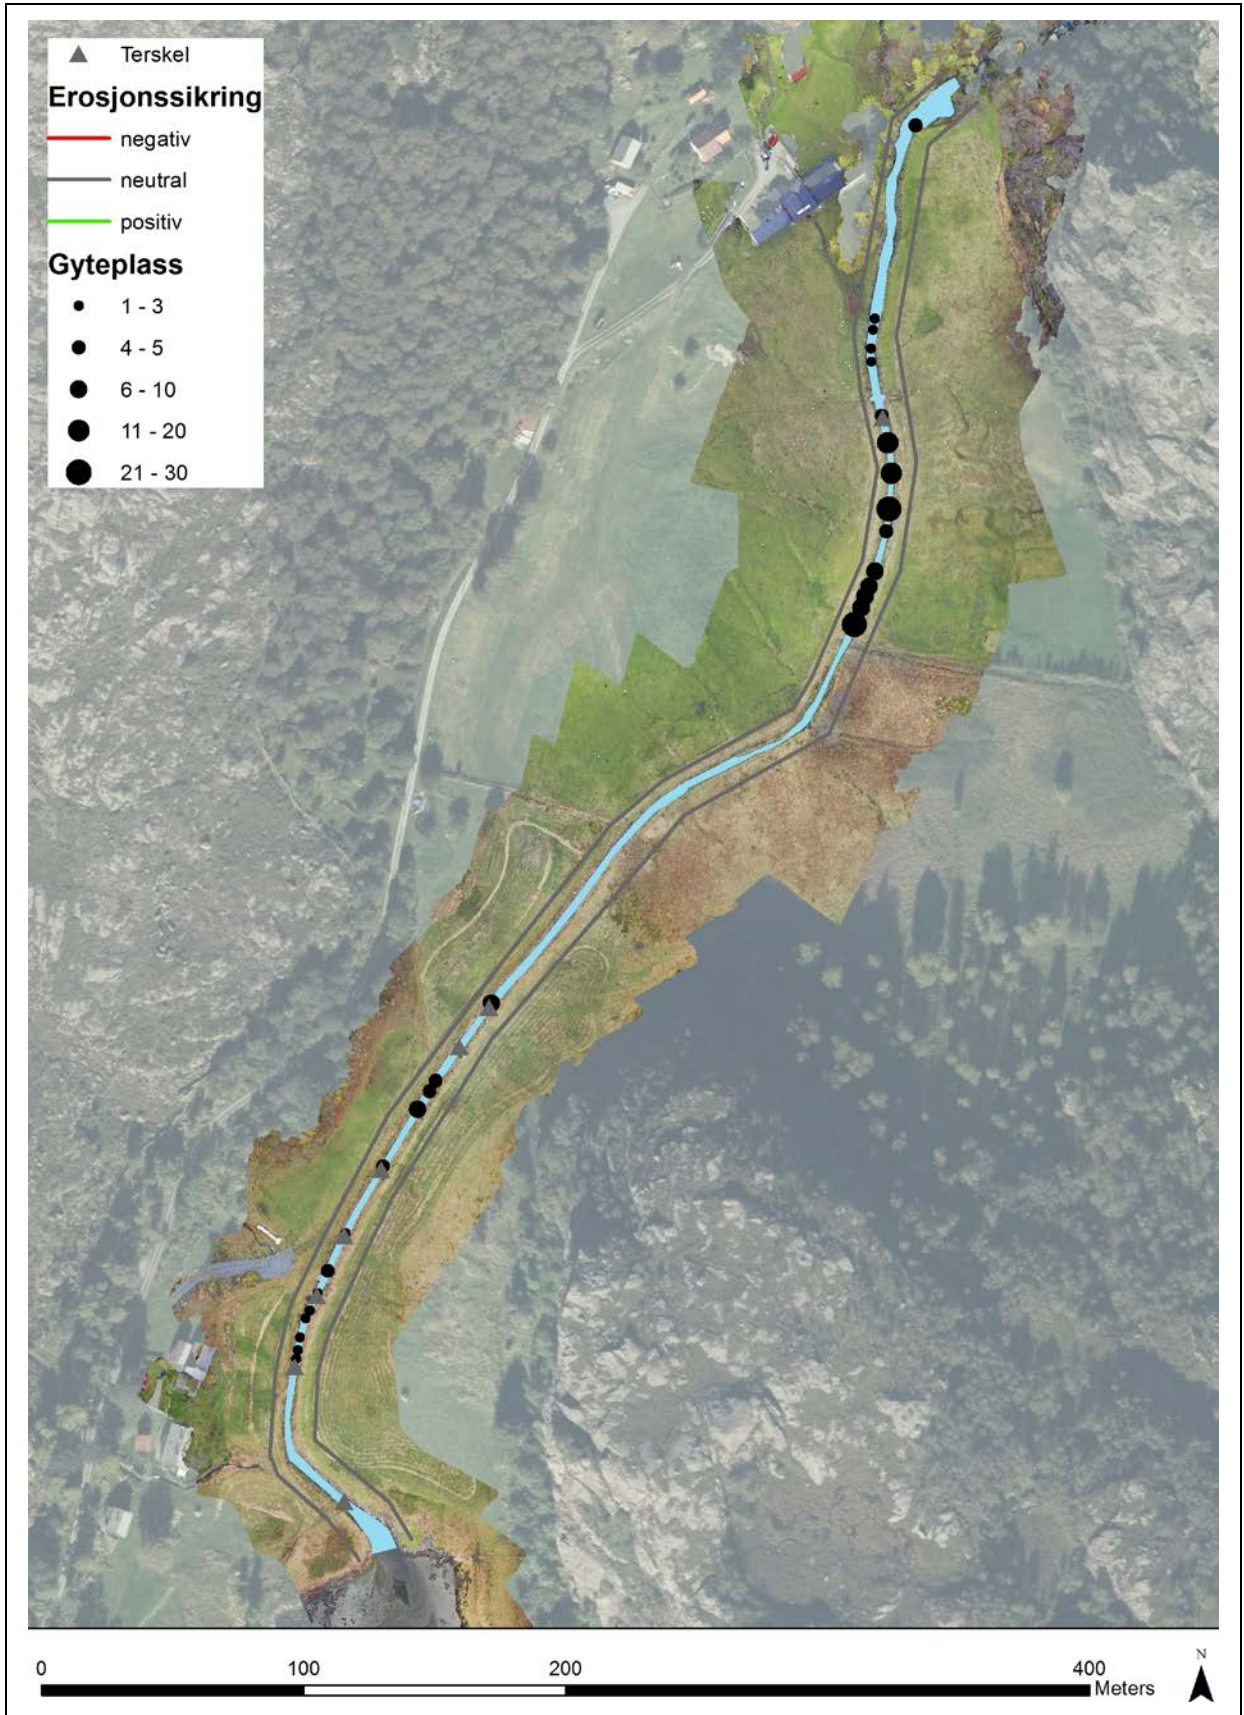 Terskel
Erosjonssikring
negativ
neutral
positiv
Gyteplass
1 - 3
4 - 5
6 - 10
11 - 20
21 - 30
0 100 200 400
Meters
N